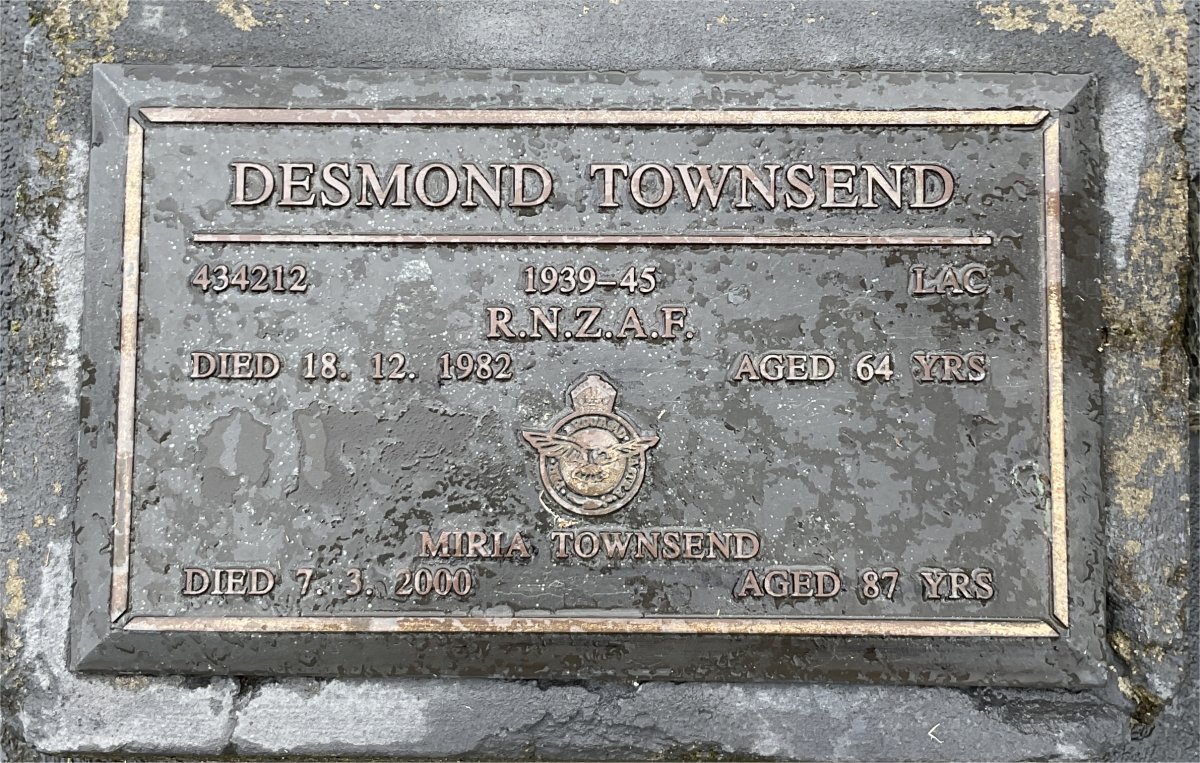 DESMOND TOWNSEND
434212 1939-45 LAC
R.N.Z.A.F.
DIED 18. 12. 1982 AGED 64 YRS
MIRIA TOWNSEND
DIED 7. 3. 2000 AGED 87 YRS